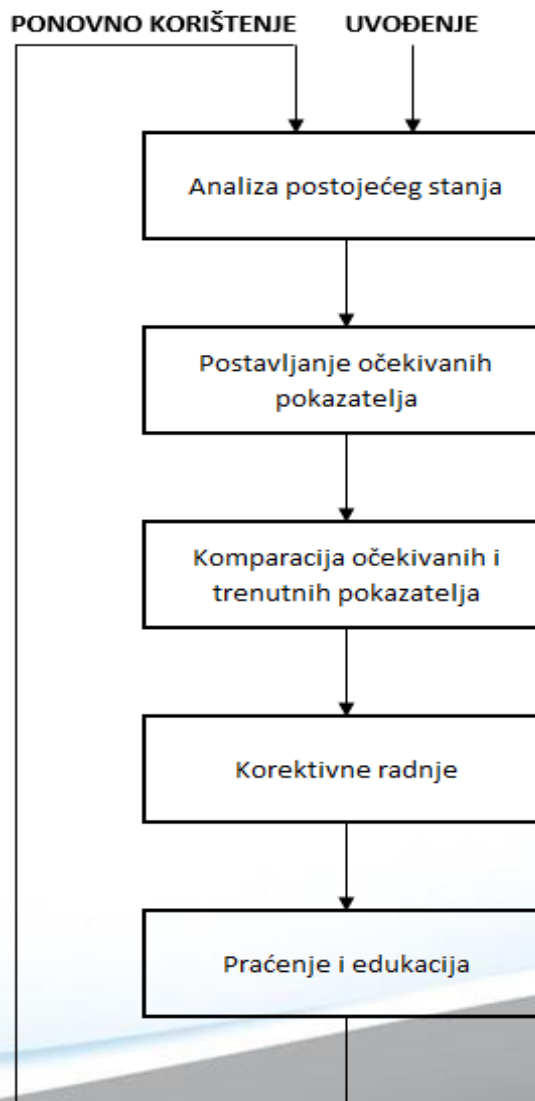 PONOVNO KORIŠTENJE
UVOĐENJE
Analiza postojećeg stanja
Postavljanje očekivanih
pokazatelja
Komparacija očekivanih i
trenutnih pokazatelja
Korektivne radnje
Praćenje i edukacija